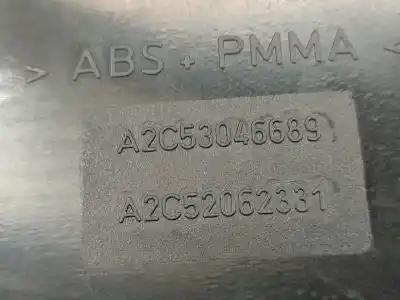 > ABS + PMMA <
A2C53046689
A2C52062331